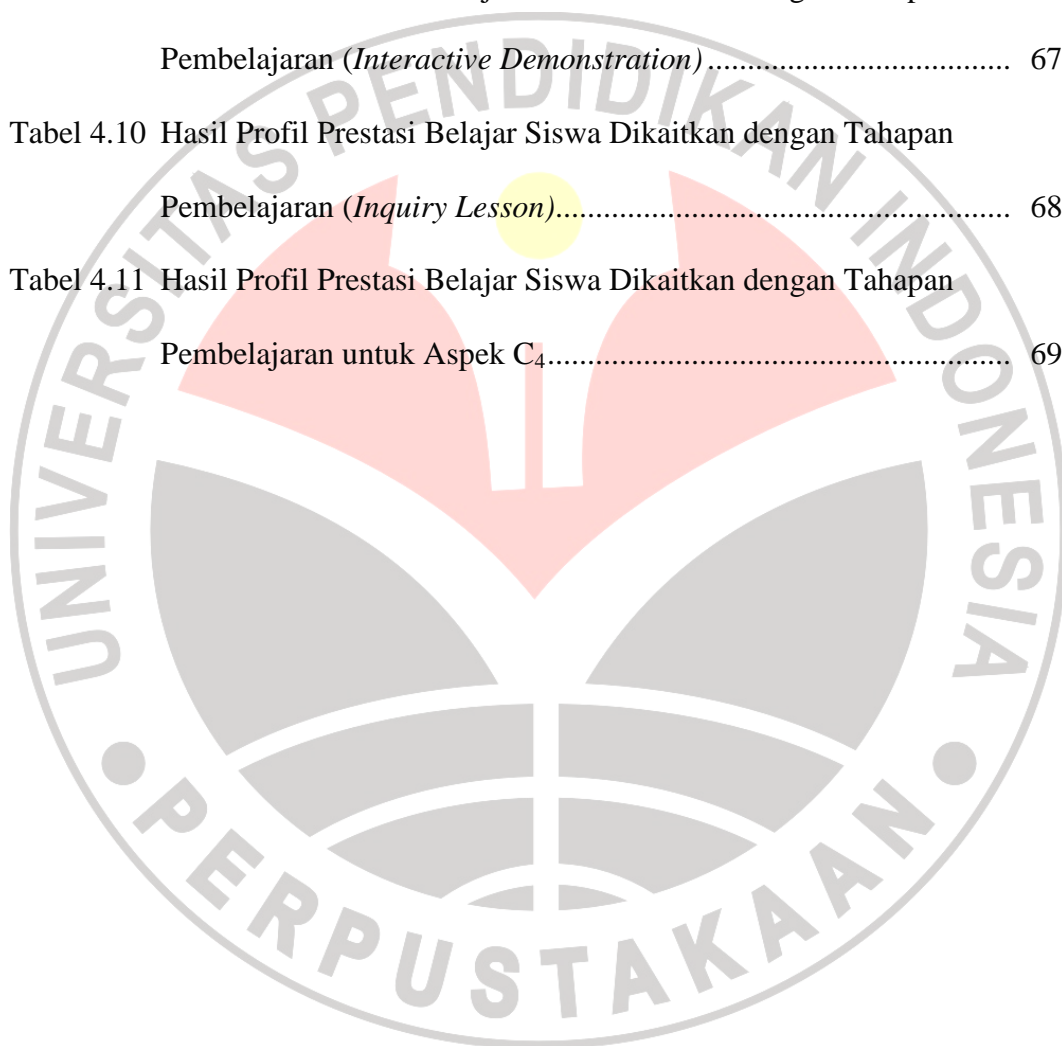 Pembelajaran (Interactive Demonstration) .................................... 67
Tabel 4.10 Hasil Profil Prestasi Belajar Siswa Dikaitkan dengan Tahapan
Pembelajaran (Inquiry Lesson)....................................................... 68
Tabel 4.11 Hasil Profil Prestasi Belajar Siswa Dikaitkan dengan Tahapan
Pembelajaran untuk Aspek C₄........................................................ 69
UNIVERSITAS PENDIDIKAN INDONESIA
PERPUSTAKAAN